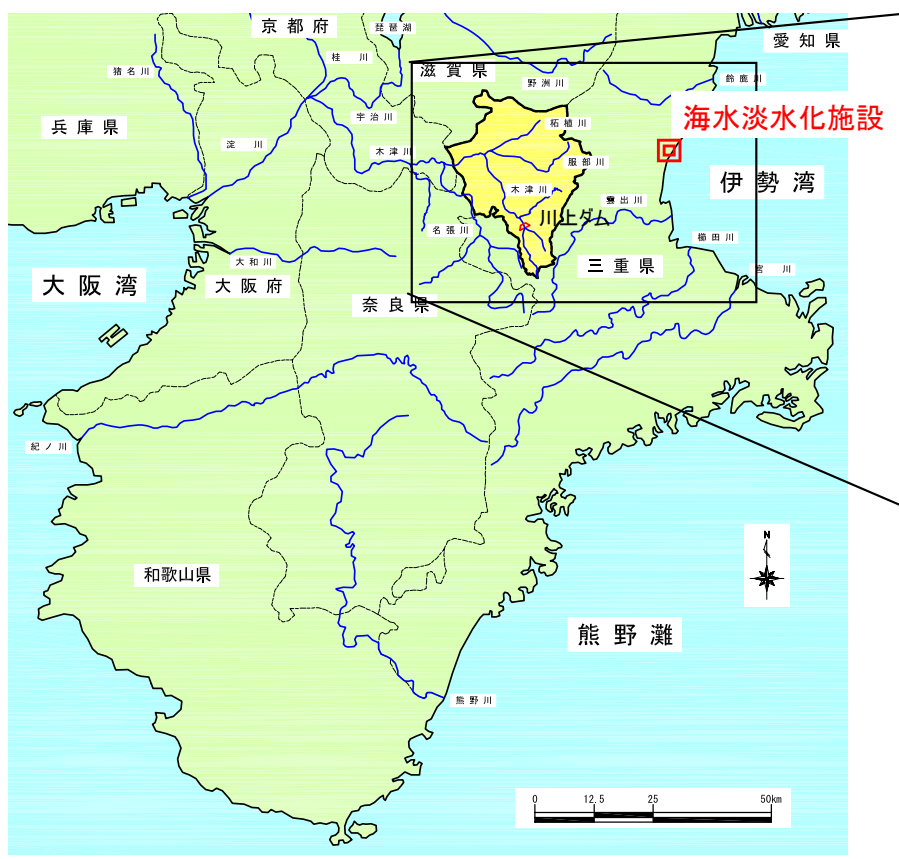 京都府
琵琶湖
愛知県
桂川
猪名川
滋賀県
野洲川
鈴鹿川
海水淡水化施設
宇治川
柘植川
兵庫県
淀川
木津川
服部川
伊勢湾
木津川
雲出川
川上ダム
名張川
櫛田川
大和川
三重県
宮川
大阪湾
大阪府
奈良県
紀ノ川
N
和歌山県
熊野灘
熊野川
0 12.5 25 50km